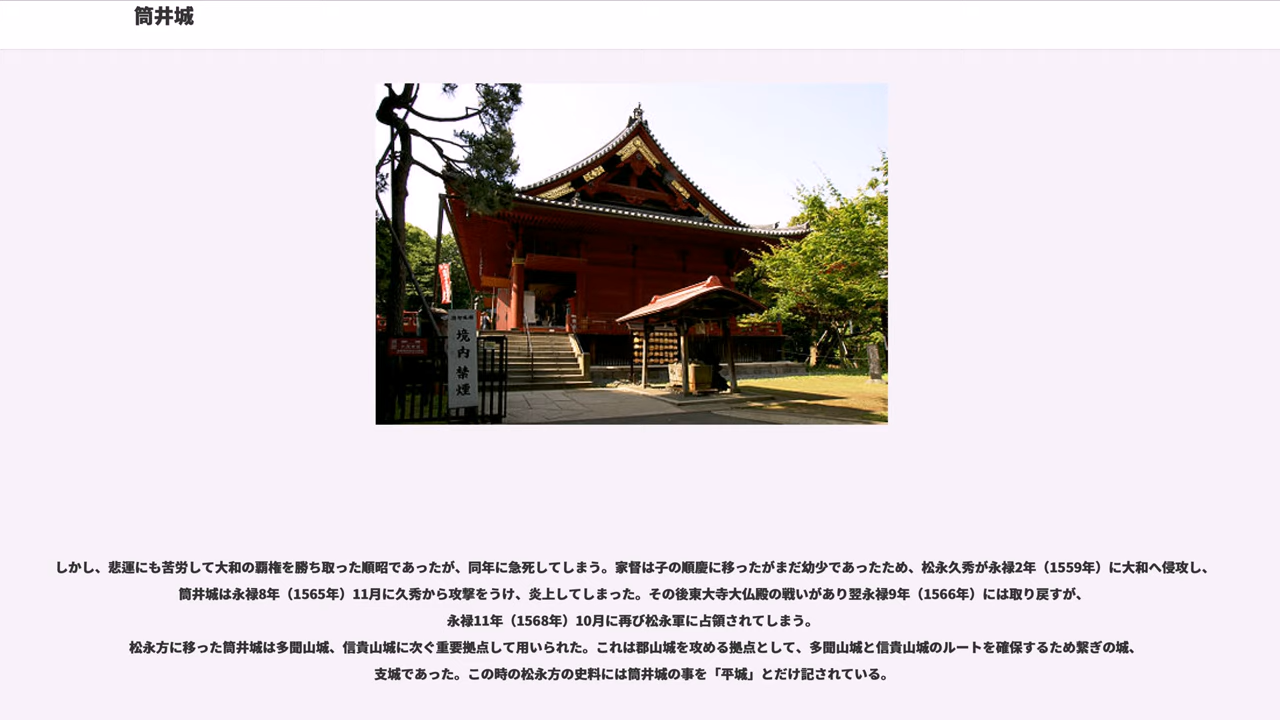 筒井城
境内禁煙
しかし、悲運にも苦労して大和の覇権を勝ち取った順昭であったが、同年に急死してしまう。家督は子の順慶に移ったがまだ幼少であったため、松永久秀が永禄2年（1559年）に大和へ侵攻し、
筒井城は永禄8年（1565年）11月に久秀から攻撃をうけ、炎上してしまった。その後東大寺大仏殿の戦いがあり翌永禄9年（1566年）には取り戻すが、
永禄11年（1568年）10月に再び松永軍に占領されてしまう。
松永方に移った筒井城は多聞山城、信貴山城に次ぐ重要拠点して用いられた。これは郡山城を攻める拠点として、多聞山城と信貴山城のルートを確保するため繋ぎの城、
支城であった。この時の松永方の史料には筒井城の事を「平城」とだけ記されている。